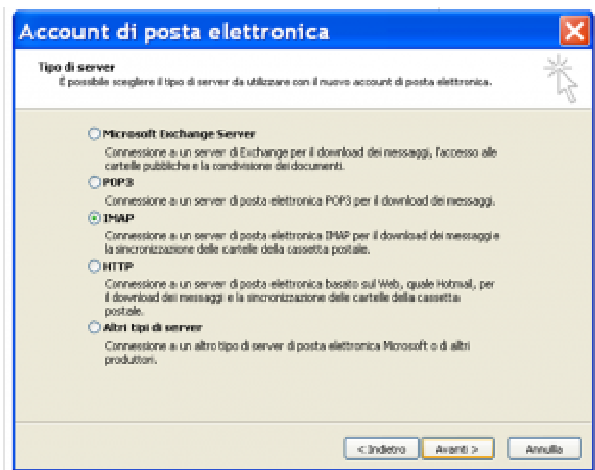 Account di posta elettronica
Tipo di server
È possibile scegliere il tipo di server da utilizzare con il nuovo account di posta elettronica.
Microsoft Exchange Server
Connessione a un server di Exchange per il download dei messaggi, l'accesso alle
cartelle pubbliche e la condivisione dei documenti.
POP3
Connessione a un server di posta elettronica POP3 per il download dei messaggi.
IMAP
Connessione a un server di posta elettronica IMAP per il download dei messaggi e
la sincronizzazione delle cartelle della cassetta postale.
HTTP
Connessione a un server di posta elettronica basato sul Web, quale Hotmail, per
il download dei messaggi e la sincronizzazione delle cartelle della cassetta
postale.
Altri tipi di server
Connessione a un altro tipo di server di posta elettronica Microsoft o di altri
produttori.
< Indietro
Avanti >
Annulla